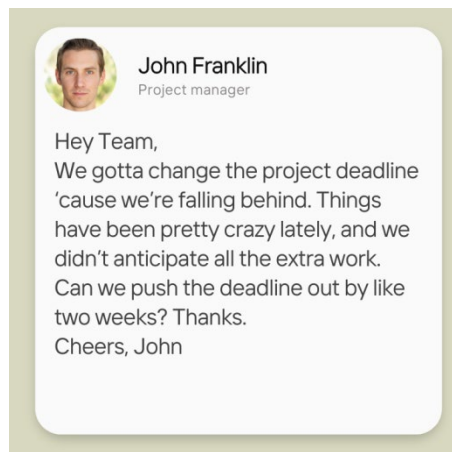 John Franklin
Project manager
Hey Team,
We gotta change the project deadline
‘cause we’re falling behind. Things
have been pretty crazy lately, and we
didn’t anticipate all the extra work.
Can we push the deadline out by like
two weeks? Thanks.
Cheers, John